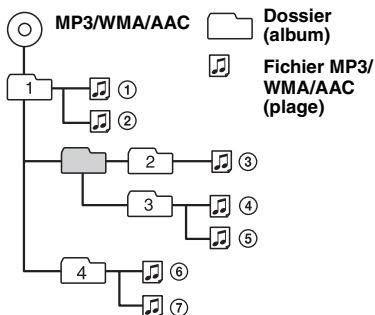 MP3/WMA/AAC
Dossier
(album)
Fichier MP3/
WMA/AAC
(plage)
1
①
②
2
③
3
④
⑤
4
⑥
⑦